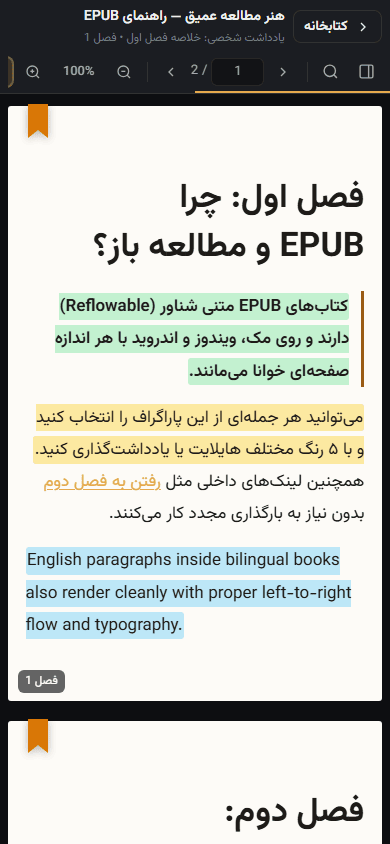 کتابخانه
هنر مطالعه عمیق — راهنمای EPUB
یادداشت شخصی: خلاصه فصل اول • فصل 1
1
/ 2
100%
فصل اول: چرا
EPUB و مطالعه باز؟
کتاب‌های EPUB متنی شناور (Reflowable)
دارند و روی مک، ویندوز و اندروید با هر اندازه
صفحه‌ای خوانا می‌مانند.
می‌توانید هر جمله‌ای از این پاراگراف را انتخاب کنید
و با ۵ رنگ مختلف هایلایت یا یادداشت‌گذاری کنید.
همچنین لینک‌های داخلی مثل رفتن به فصل دوم
بدون نیاز به بارگذاری مجدد کار می‌کنند.
English paragraphs inside bilingual books
also render cleanly with proper left-to-right
flow and typography.
فصل 1
فصل دوم: